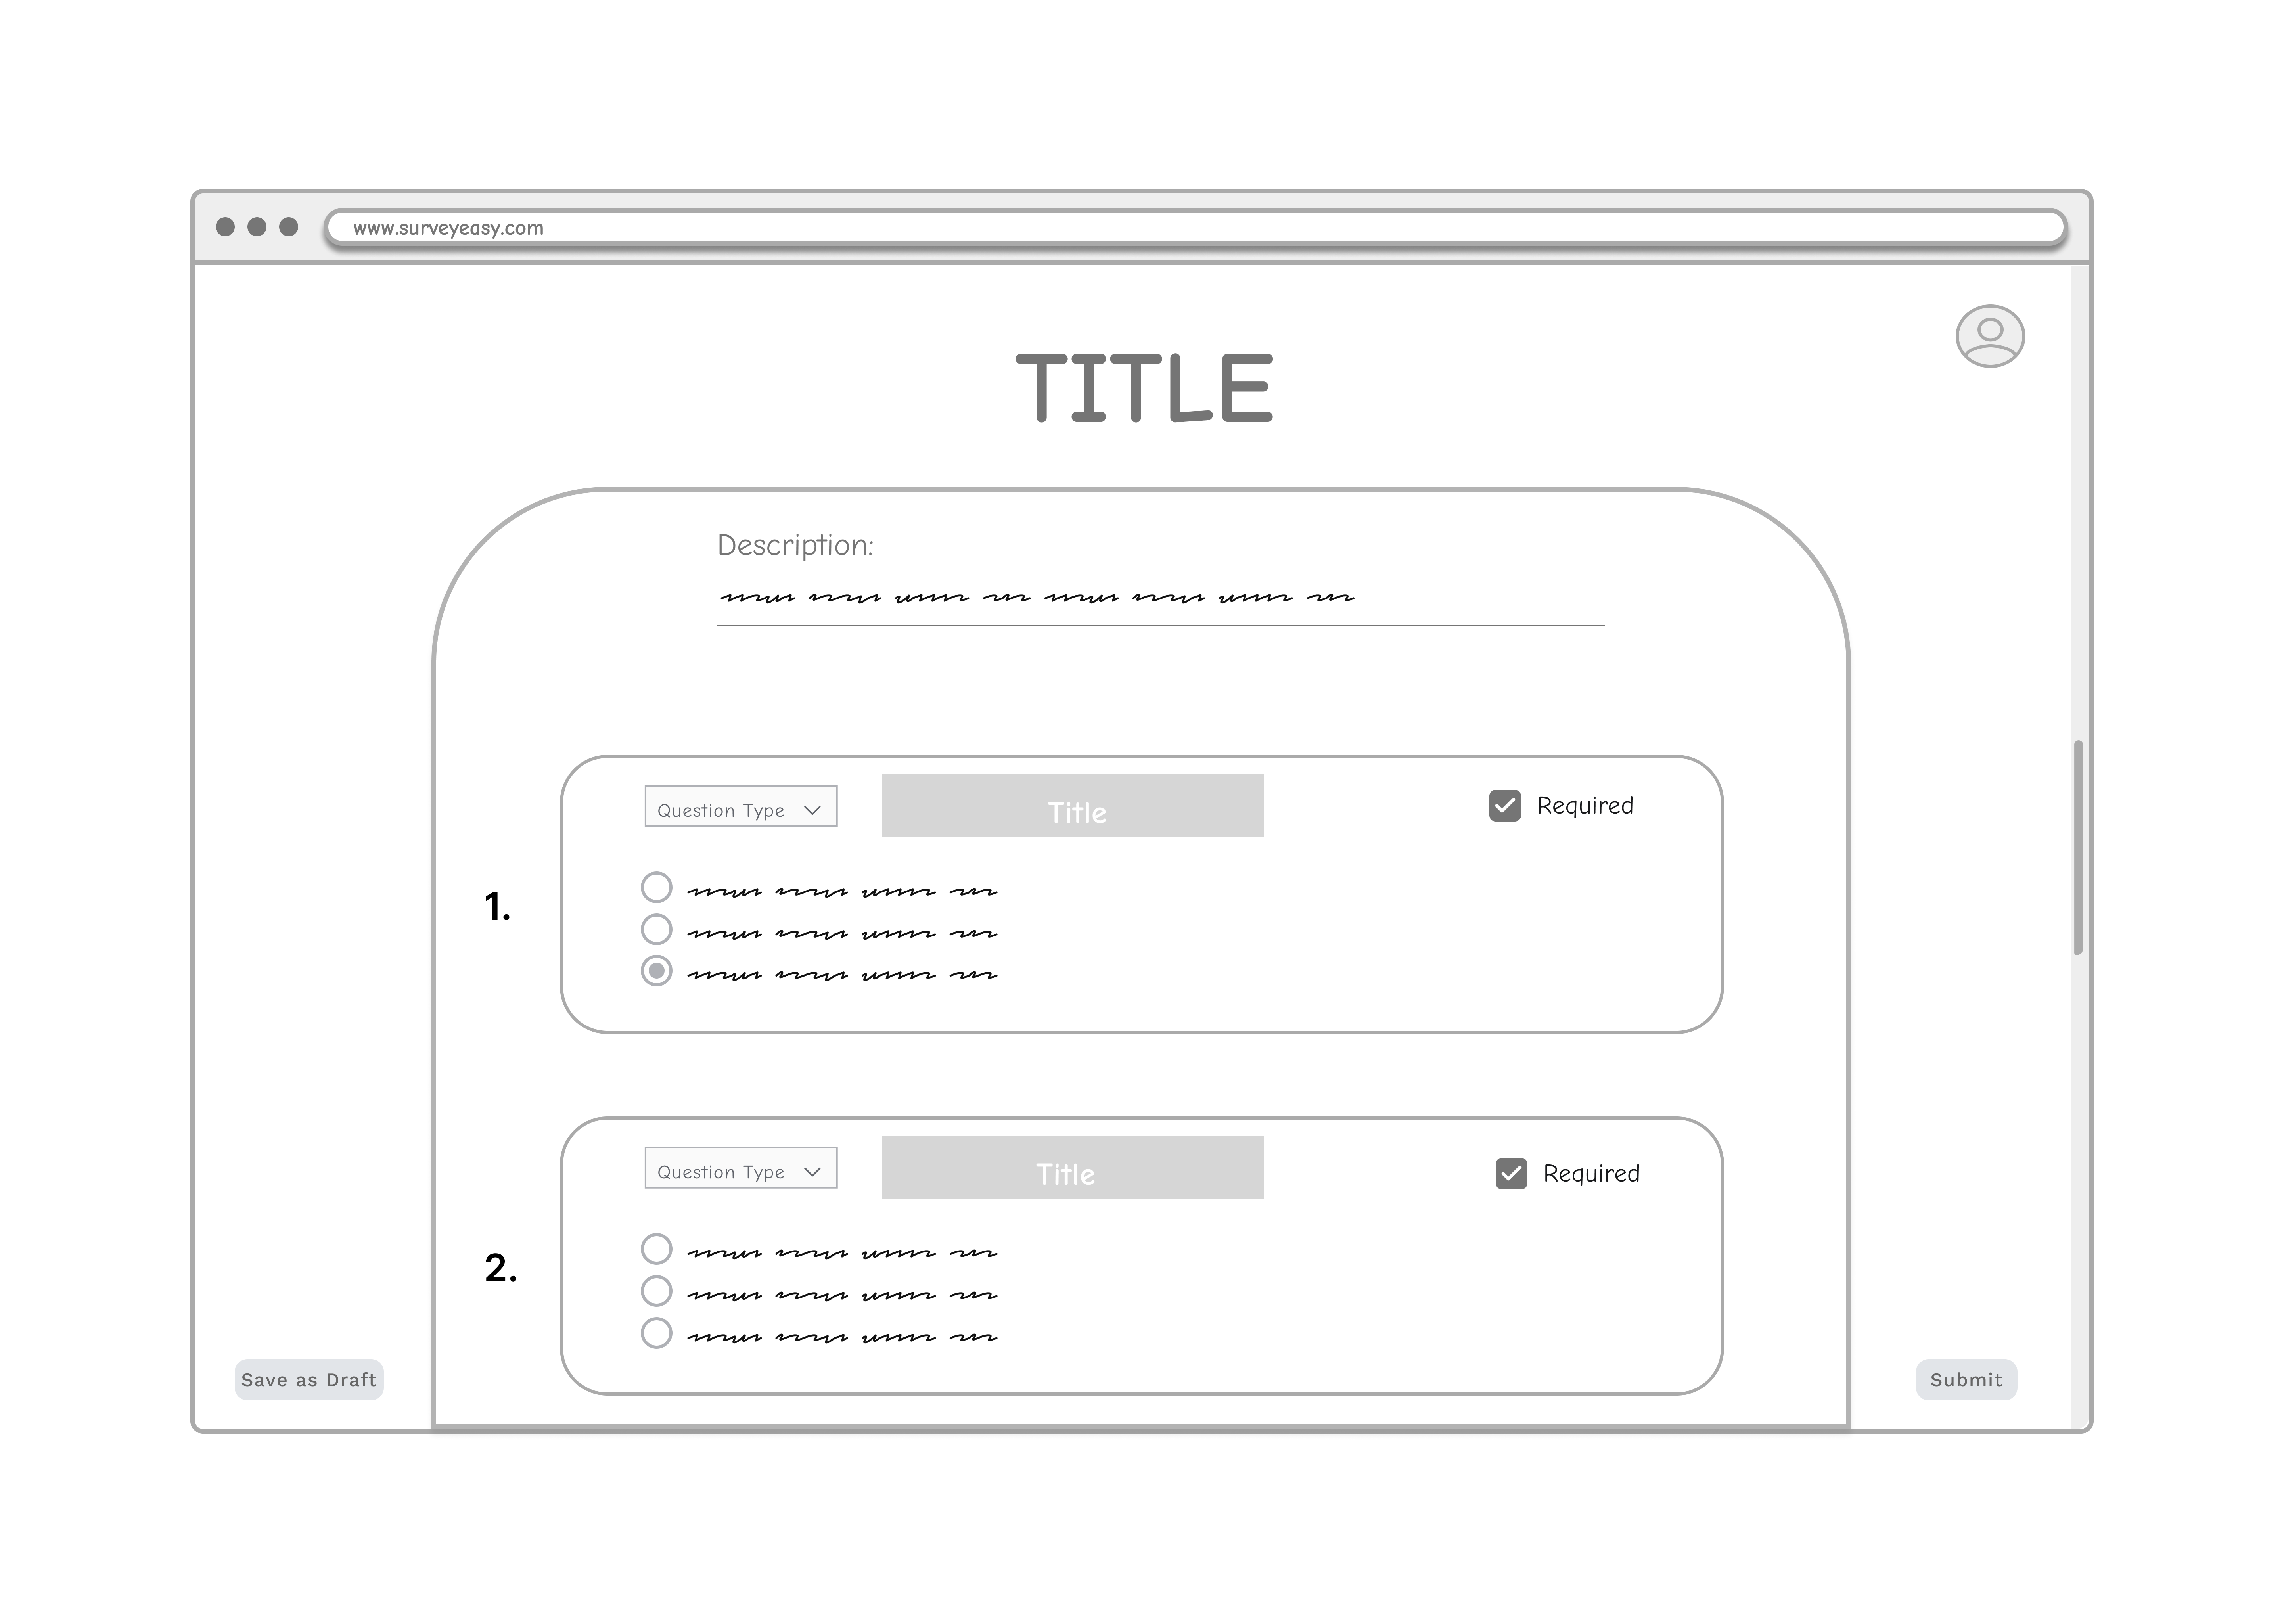 www.surveyeasy.com
TITLE
Description:
Question Type
Title
Required
1.
Question Type
Title
Required
2.
Save as Draft
Submit